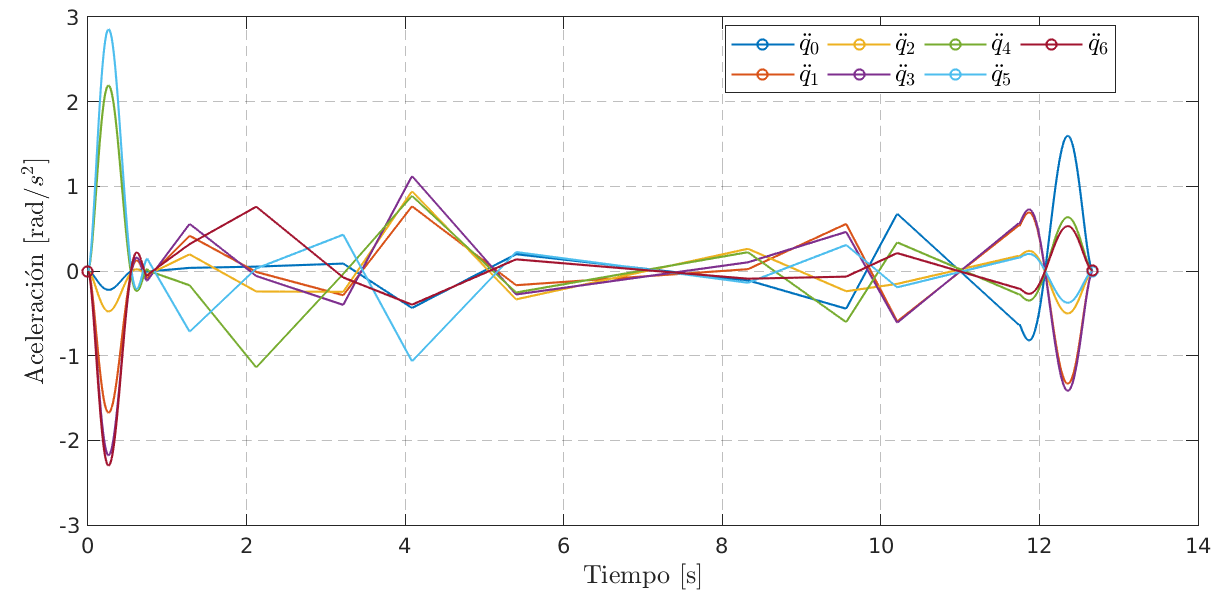 3
2
1
0
-1
-2
-3
Aceleración [rad/s²]
q̈₀ q̈₂ q̈₄ q̈₆
q̈₁ q̈₃ q̈₅
0 2 4 6 8 10 12 14
Tiempo [s]